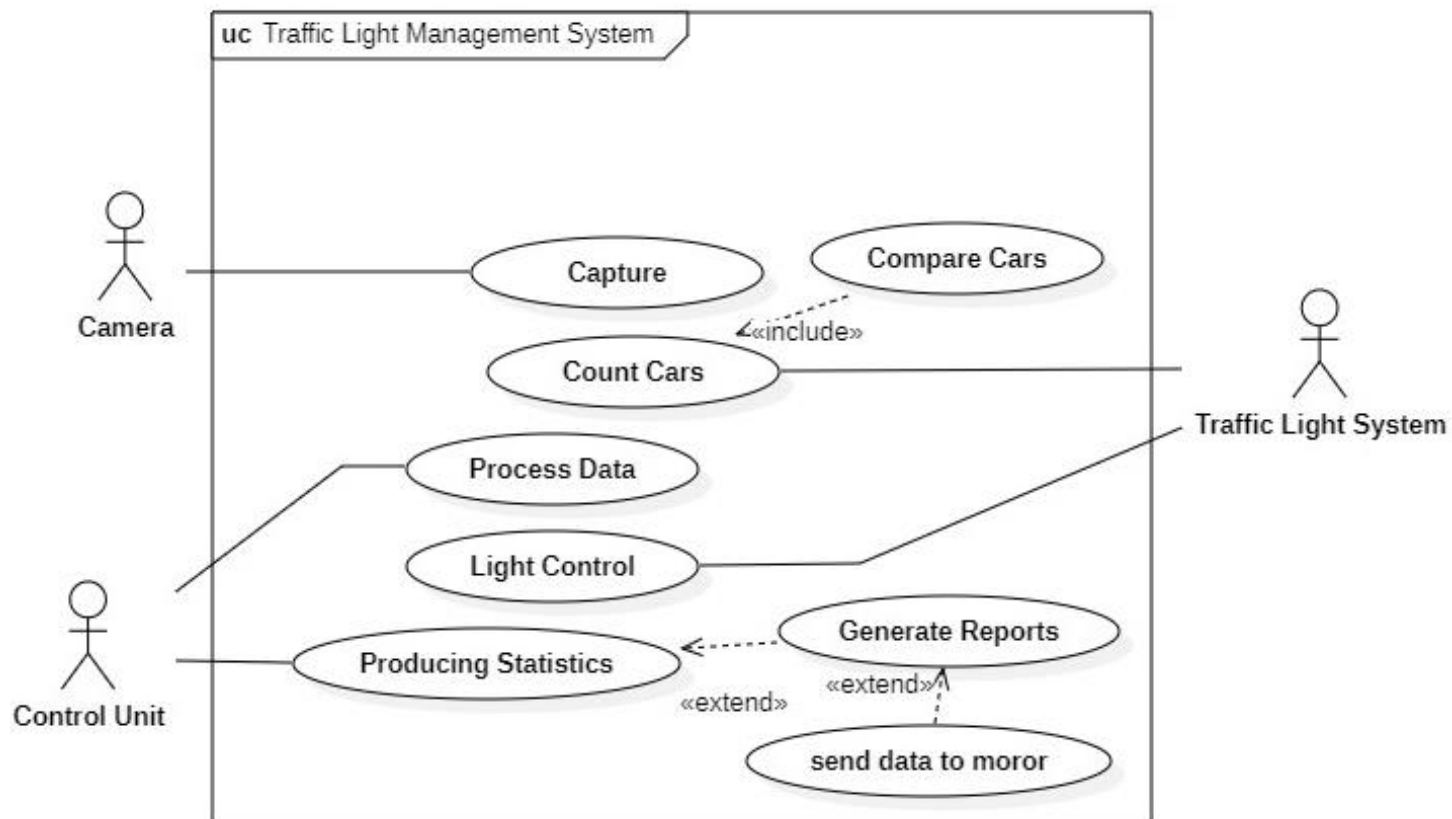 uc Traffic Light Management System
Camera
Capture
Compare Cars
«include»
Count Cars
Traffic Light System
Process Data
Light Control
Control Unit
Producing Statistics
Generate Reports
«extend»
«extend»
send data to moror